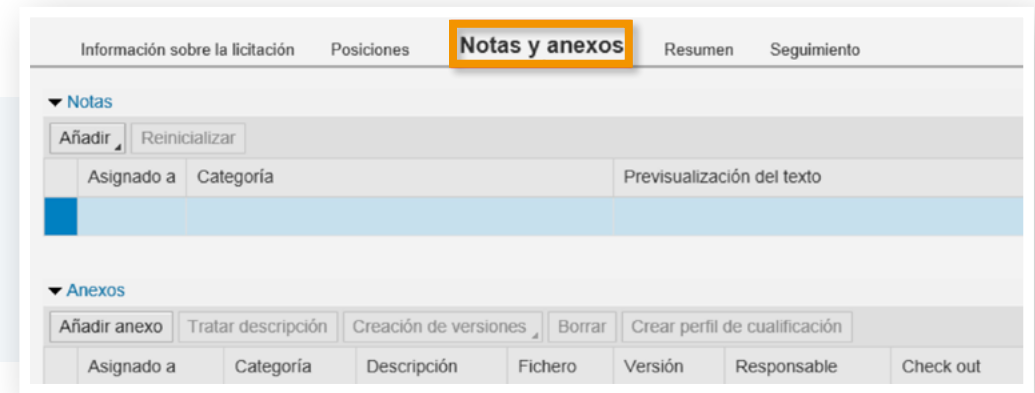 Información sobre la licitación Posiciones Notas y anexos Resumen Seguimiento
Notas
Añadir Reinicializar
Asignado a Categoría Previsualización del texto
Anexos
Añadir anexo Tratar descripción Creación de versiones Borrar Crear perfil de cualificación
Asignado a Categoría Descripción Fichero Versión Responsable Check out